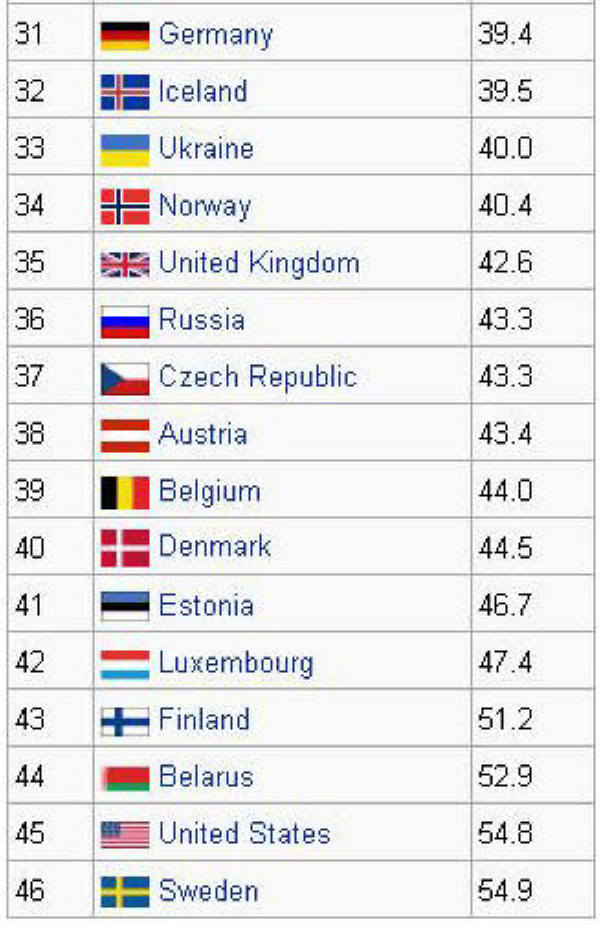 31 Germany 39.4
32 Iceland 39.5
33 Ukraine 40.0
34 Norway 40.4
35 United Kingdom 42.6
36 Russia 43.3
37 Czech Republic 43.3
38 Austria 43.4
39 Belgium 44.0
40 Denmark 44.5
41 Estonia 46.7
42 Luxembourg 47.4
43 Finland 51.2
44 Belarus 52.9
45 United States 54.8
46 Sweden 54.9